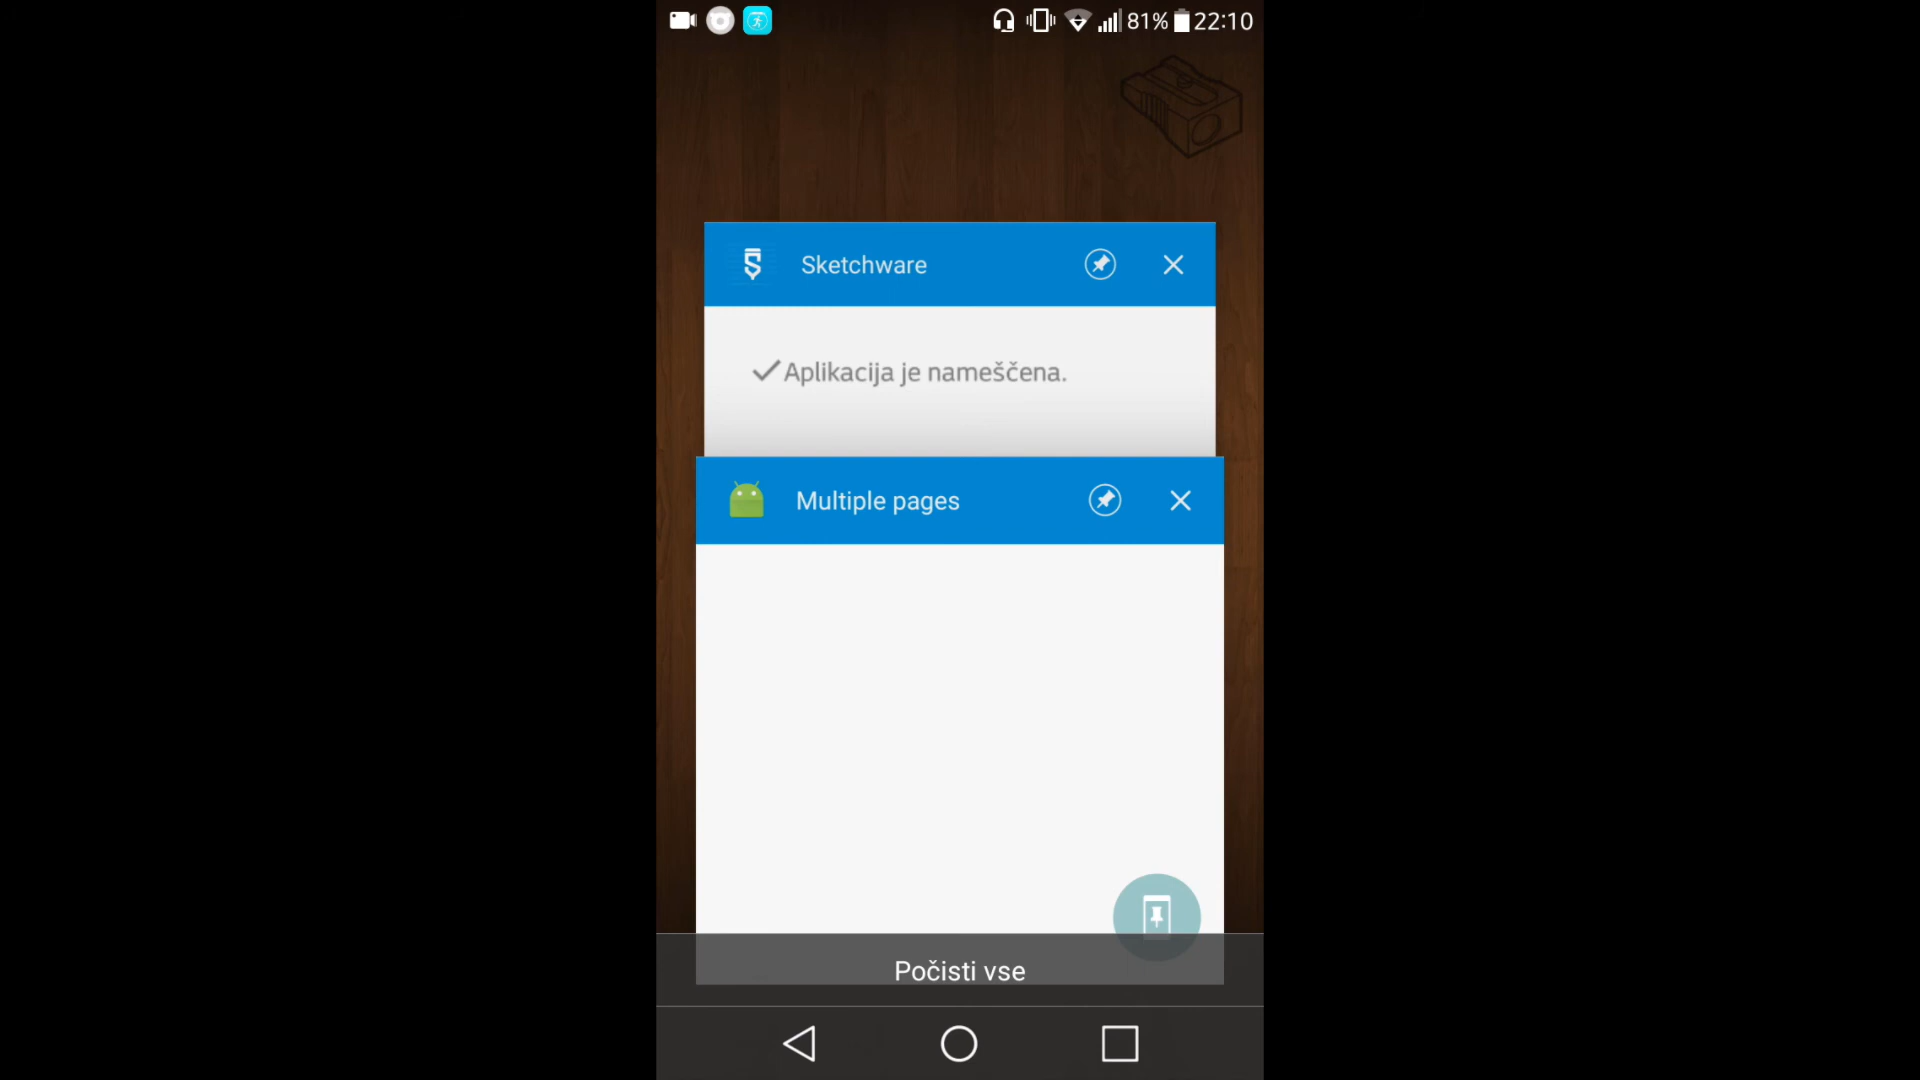 81% 22:10
Sketchware
Aplikacija je nameščena.
Multiple pages
Počisti vse